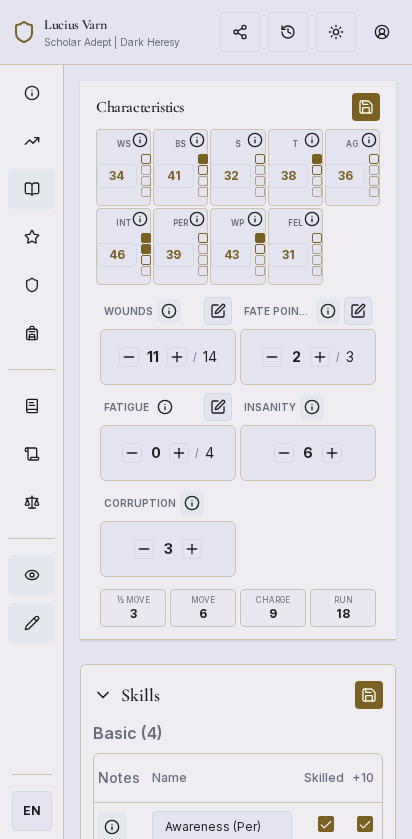 Lucius Varn
Scholar Adept | Dark Heresy
Characteristics
WS BS S T AG
34 41 32 38 36
INT PER WP FEL
46 39 43 31
WOUNDS FATE POIN...
11 / 14 2 / 3
FATIGUE INSANITY
0 / 4 6
CORRUPTION
3
½ MOVE MOVE CHARGE RUN
3 6 9 18
Skills
Basic (4)
Notes Name Skilled +10
Awareness (Per)
EN